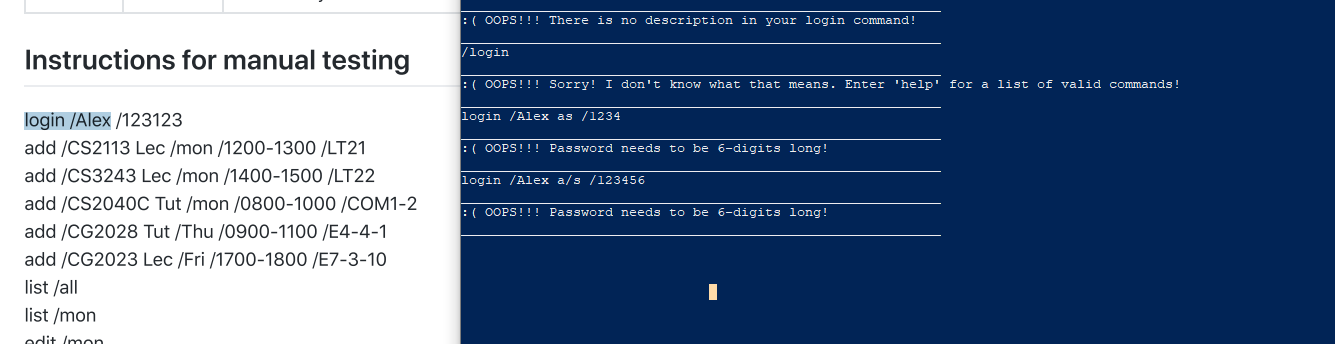 Instructions for manual testing
login /Alex /123123
add /CS2113 Lec /mon /1200-1300 /LT21
add /CS3243 Lec /mon /1400-1500 /LT22
add /CS2040C Tut /mon /0800-1000 /COM1-2
add /CG2028 Tut /Thu /0900-1100 /E4-4-1
add /CG2023 Lec /Fri /1700-1800 /E7-3-10
list /all
list /mon
edit /mon
:( OOPS!!! There is no description in your login command!
/login
:( OOPS!!! Sorry! I don't know what that means. Enter 'help' for a list of valid commands!
login /Alex as /1234
:( OOPS!!! Password needs to be 6-digits long!
login /Alex a/s /123456
:( OOPS!!! Password needs to be 6-digits long!